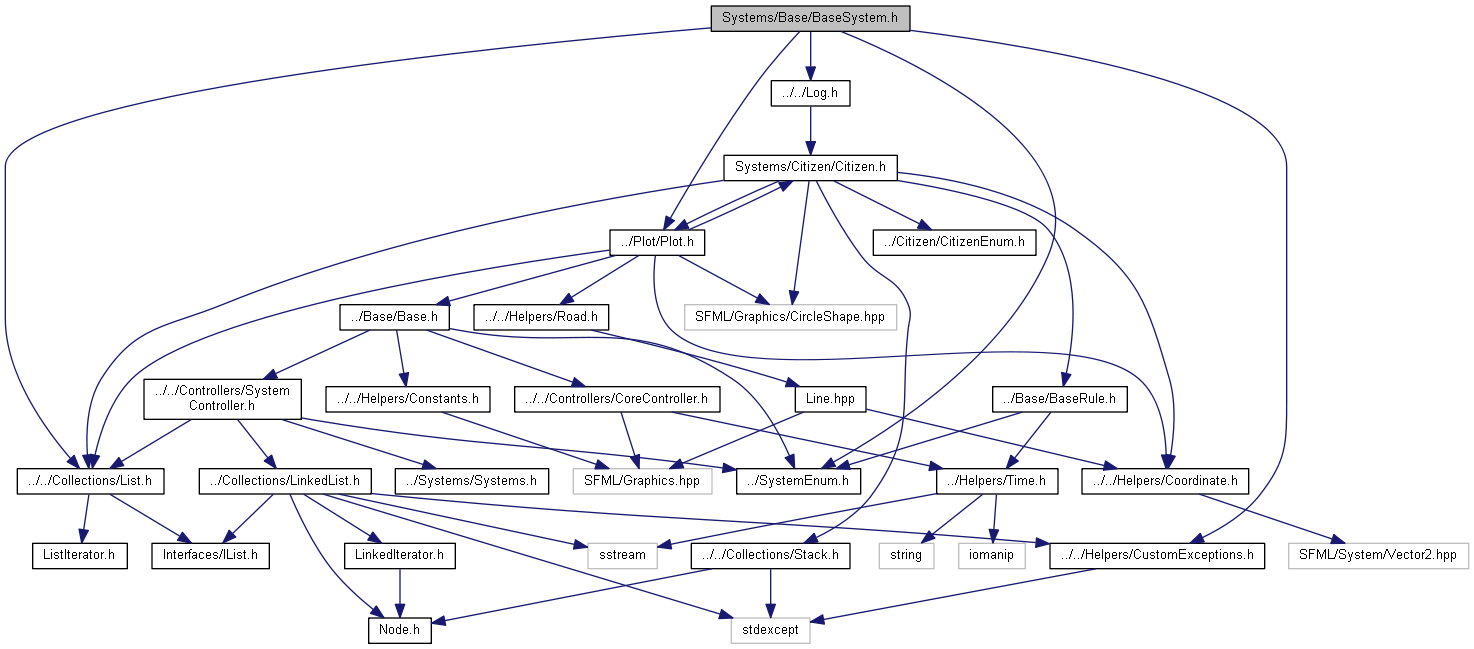 Systems/Base/BaseSystem.h
../../Log.h
Systems/Citizen/Citizen.h
../Plot/Plot.h
../Citizen/CitizenEnum.h
../Base/Base.h
../../Helpers/Road.h
SFML/Graphics/CircleShape.hpp
../../Controllers/System
Controller.h
../../Helpers/Constants.h
../../Controllers/CoreController.h
Line.hpp
../Base/BaseRule.h
../../Collections/List.h
../Collections/LinkedList.h
../Systems/Systems.h
SFML/Graphics.hpp
../SystemEnum.h
../Helpers/Time.h
../../Helpers/Coordinate.h
ListIterator.h
Interfaces/IList.h
LinkedIterator.h
sstream
../../Collections/Stack.h
string
iomanip
../../Helpers/CustomExceptions.h
SFML/System/Vector2.hpp
Node.h
stdexcept